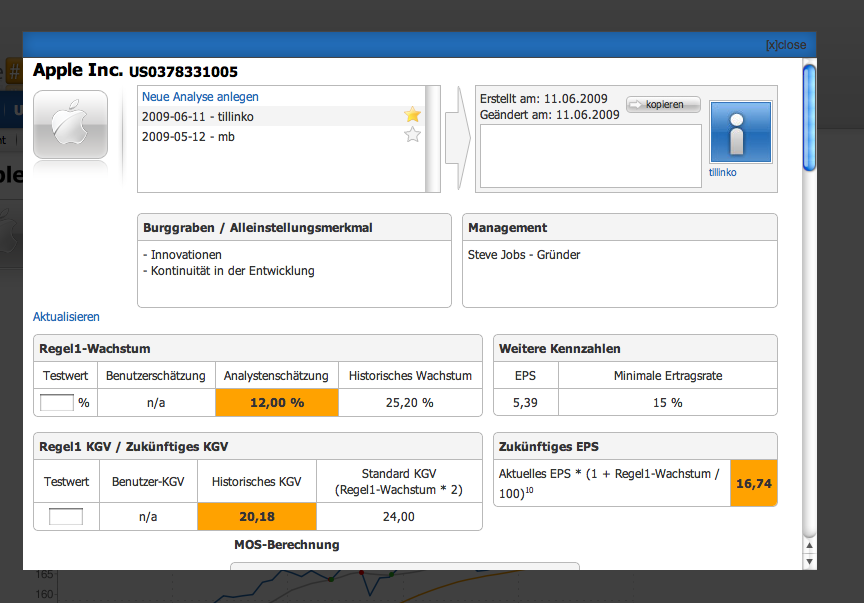 [x]close
Apple Inc. US0378331005
Neue Analyse anlegen
2009-06-11 - tillinko
2009-05-12 - mb
Erstellt am: 11.06.2009
kopieren
Geändert am: 11.06.2009
tillinko
Burggraben / Alleinstellungsmerkmal
- Innovationen
- Kontinuität in der Entwicklung
Management
Steve Jobs - Gründer
Aktualisieren
Regel1-Wachstum
Testwert Benutzerschätzung Analystenschätzung Historisches Wachstum
% n/a 12,00 % 25,20 %
Weitere Kennzahlen
EPS Minimale Ertragsrate
5,39 15 %
Regel1 KGV / Zukünftiges KGV
Testwert Benutzer-KGV Historisches KGV Standard KGV
(Regel1-Wachstum * 2)
n/a 20,18 24,00
Zukünftiges EPS
Aktuelles EPS * (1 + Regel1-Wachstum /
100)¹⁰
16,74
MOS-Berechnung
165
160